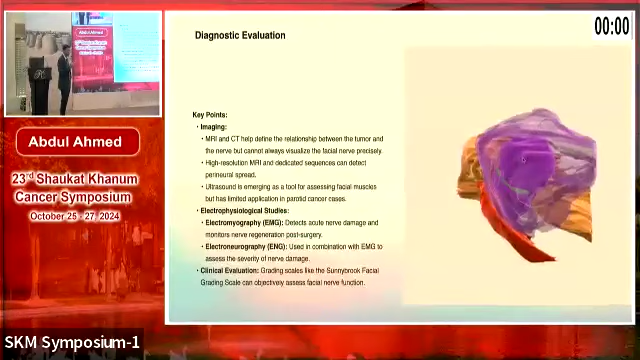 Diagnostic Evaluation
00:00
Key Points:
• Imaging:
• MRI and CT help define the relationship between the tumor and
the nerve but cannot always visualize the facial nerve precisely.
• High-resolution MRI and dedicated sequences can detect
perineural spread.
• Ultrasound is emerging as a tool for assessing facial muscles
but has limited application in parotid cancer cases.
• Electrophysiological Studies:
• Electromyography (EMG): Detects acute nerve damage and
monitors nerve regeneration post-surgery.
• Electroneurography (ENG): Used in combination with EMG to
assess the severity of nerve damage.
• Clinical Evaluation: Grading scales like the Sunnybrook Facial
Grading Scale can objectively assess facial nerve function.
Abdul Ahmed
Abdul Ahmed
23rd Shaukat Khanum
Cancer Symposium
October 25 - 27, 2024
SKM Symposium-1